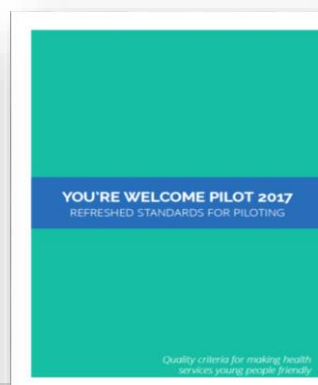 YOU'RE WELCOME PILOT 2017
REFRESHED STANDARDS FOR PILOTING
Quality criteria for making health
services young people friendly